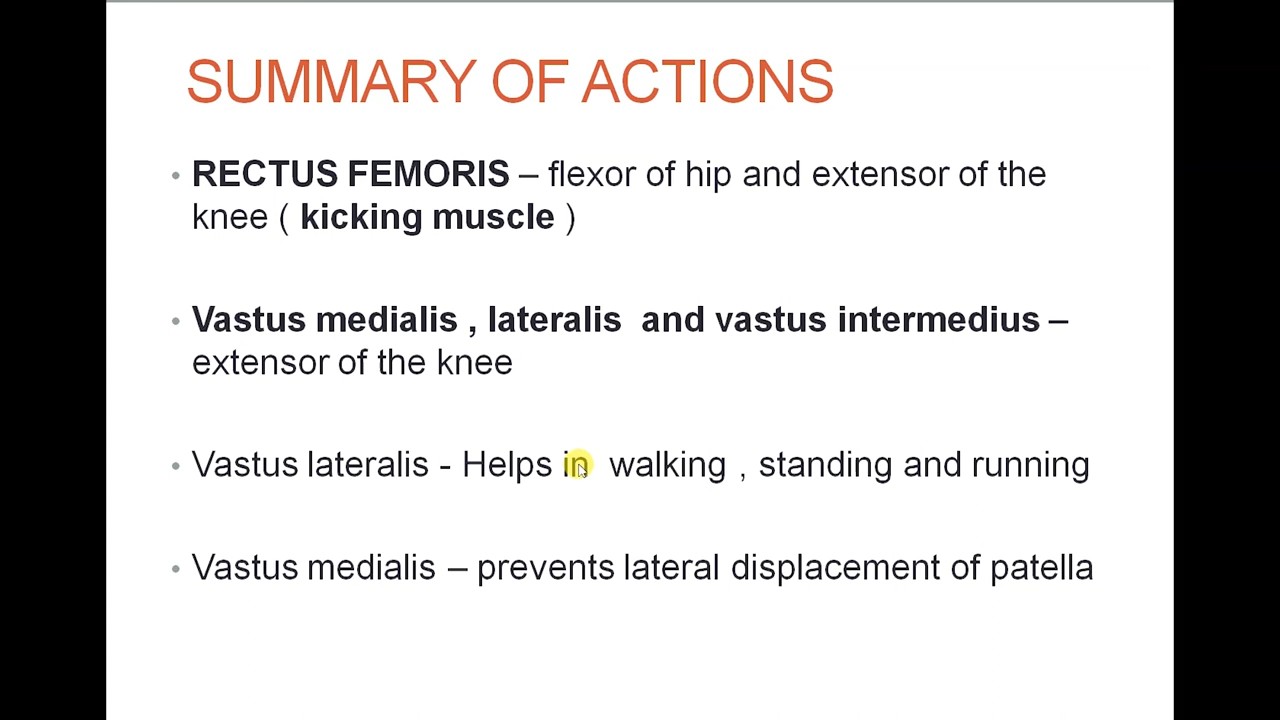 SUMMARY OF ACTIONS
• RECTUS FEMORIS – flexor of hip and extensor of the
knee ( kicking muscle )
• Vastus medialis , lateralis and vastus intermedius –
extensor of the knee
• Vastus lateralis - Helps in walking , standing and running
• Vastus medialis – prevents lateral displacement of patella